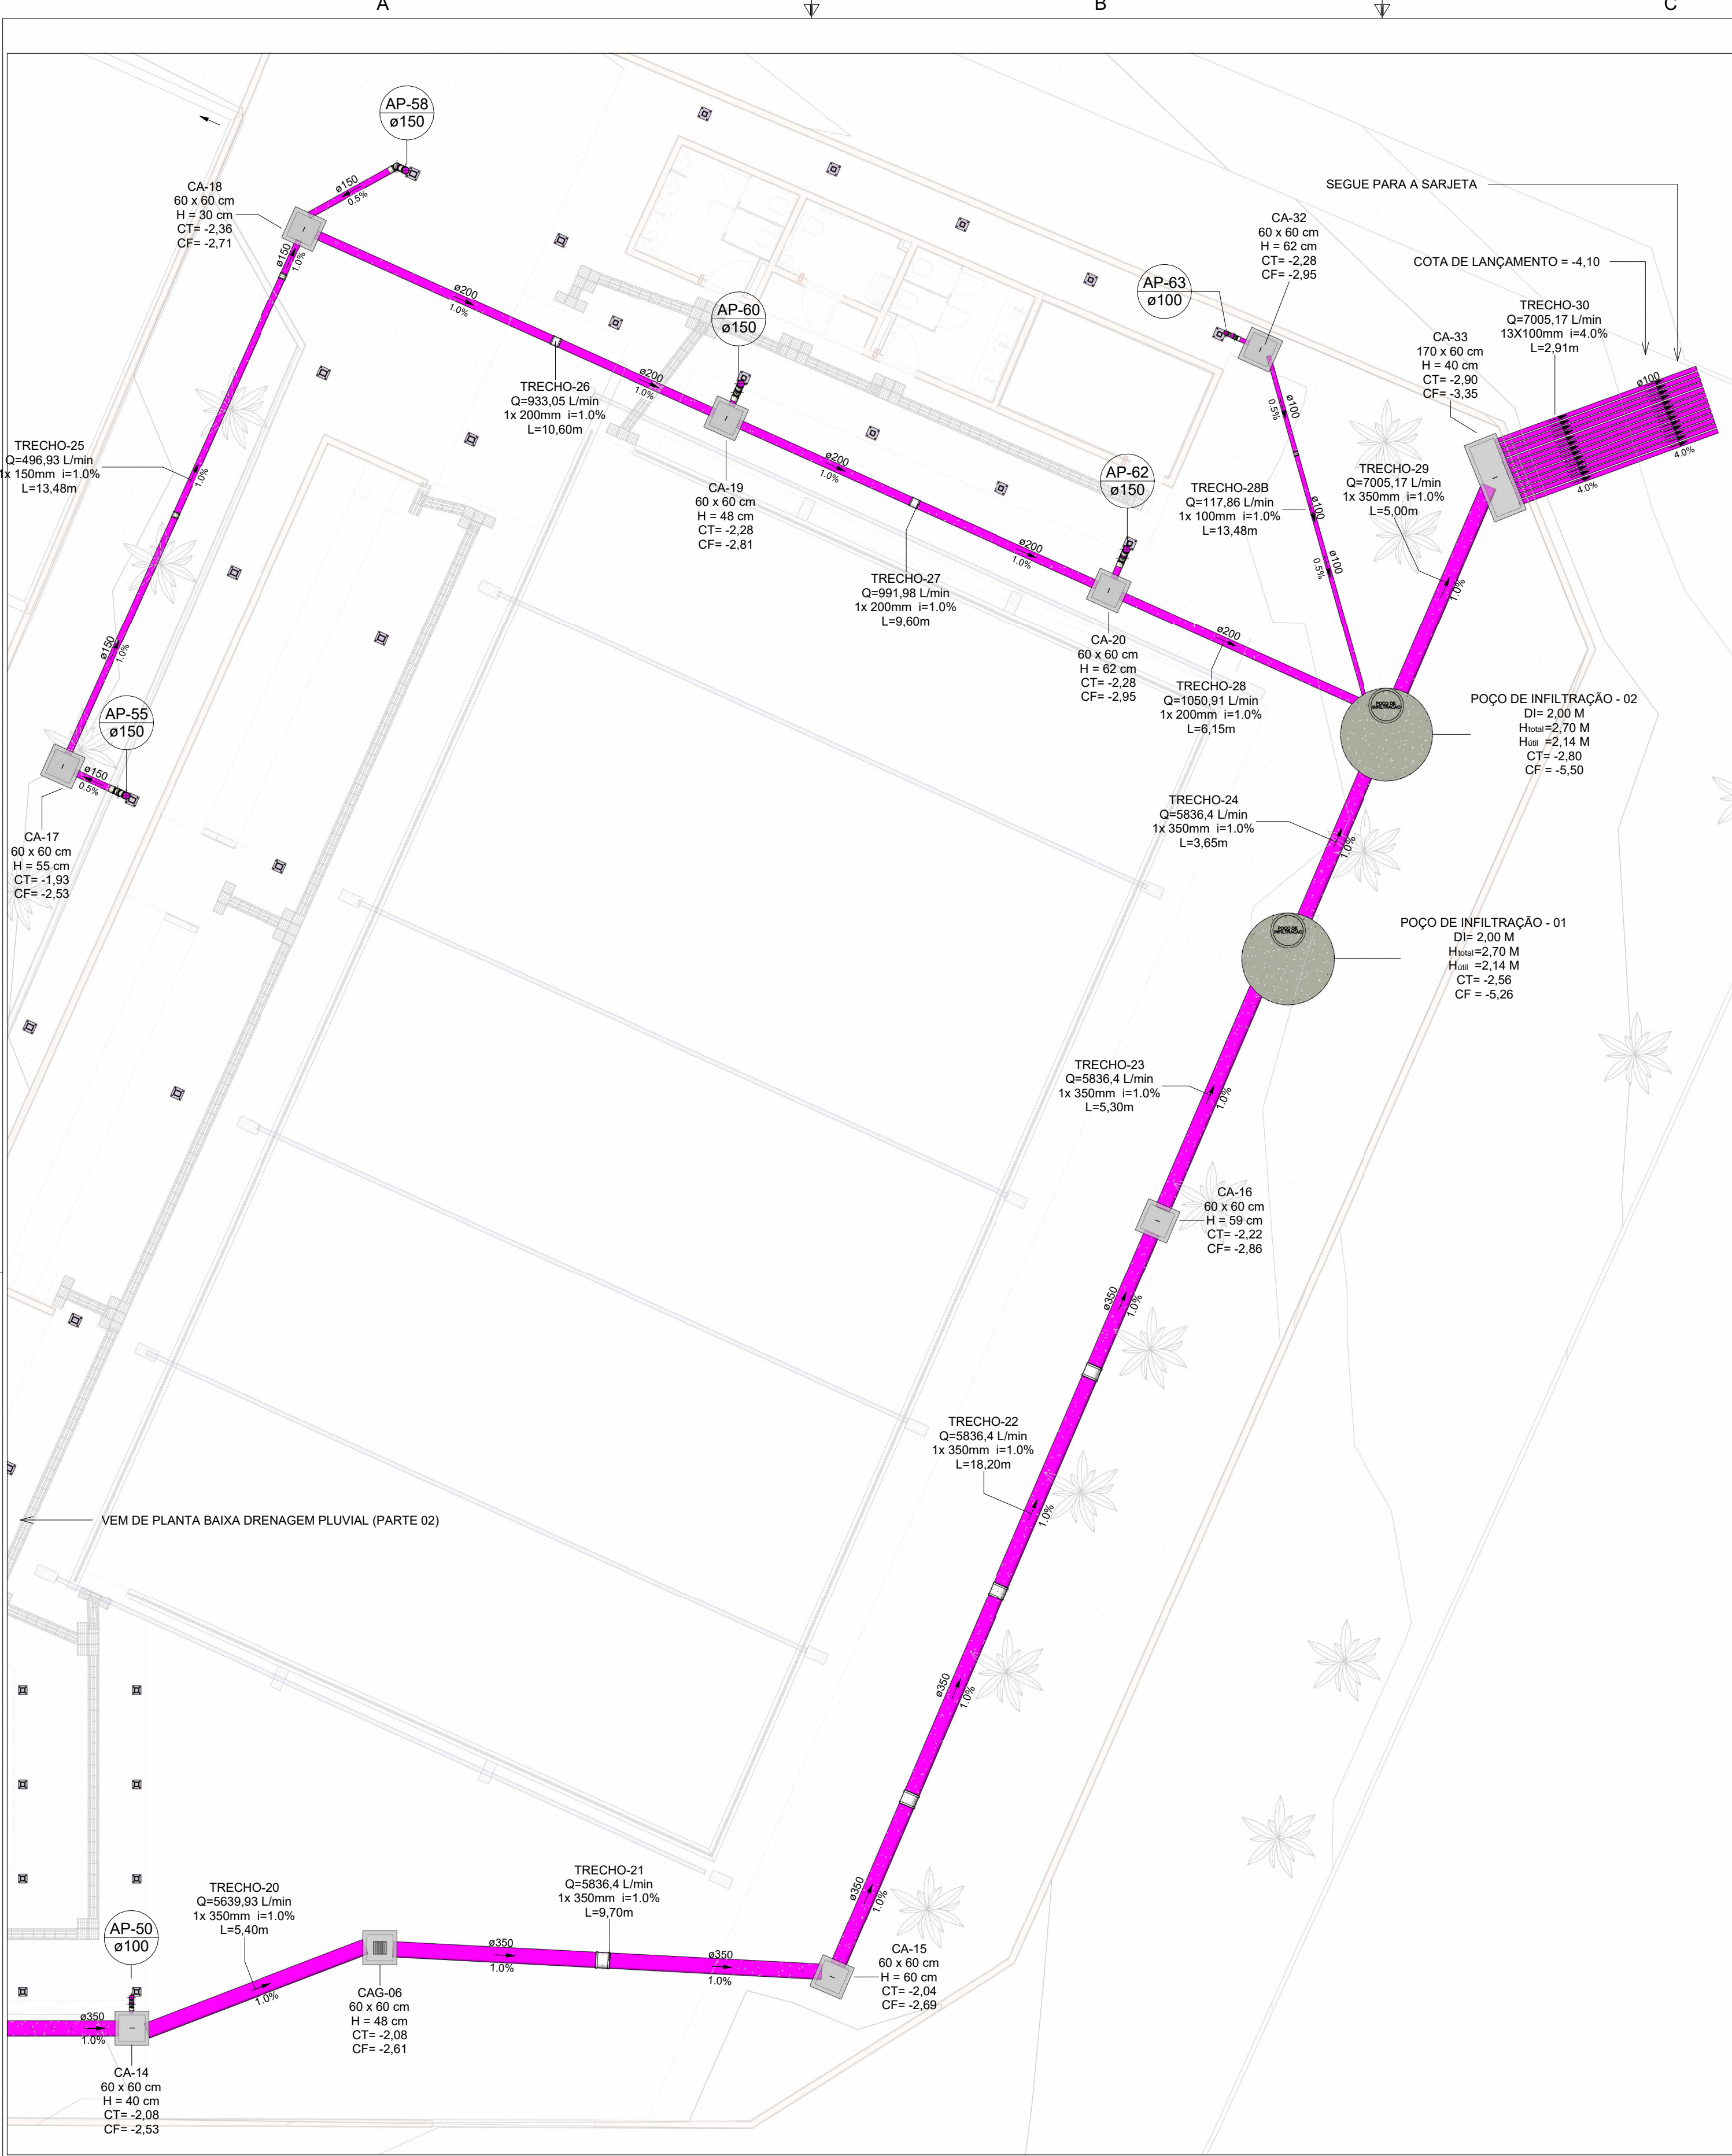 A
B
C
AP-58
ø150
ø150
0.5%
CA-18
60 x 60 cm
H = 30 cm
CT= -2,36
CF= -2,71
ø150
1.0%
ø200
1.0%
SEGUE PARA A SARJETA
CA-32
60 x 60 cm
H = 62 cm
CT= -2,28
CF= -2,95
COTA DE LANÇAMENTO = -4,10
AP-63
ø100
AP-60
ø150
TRECHO-30
Q=7005,17 L/min
13X100mm i=4.0%
L=2,91m
CA-33
170 x 60 cm
H = 40 cm
CT= -2,90
CF= -3,35
ø100
4.0%
4.0%
ø200
1.0%
TRECHO-26
Q=933,05 L/min
1x 200mm i=1.0%
L=10,60m
ø100
0.5%
TRECHO-25
Q=496,93 L/min
1x 150mm i=1.0%
L=13,48m
1.0%
ø200
1.0%
AP-62
ø150
CA-19
60 x 60 cm
H = 48 cm
CT= -2,28
CF= -2,81
TRECHO-28B
Q=117,86 L/min
1x 100mm i=1.0%
L=13,48m
ø100
TRECHO-29
Q=7005,17 L/min
1x 350mm i=1.0%
L=5,00m
1.0%
ø200
1.0%
ø100
0.5%
TRECHO-27
Q=991,98 L/min
1x 200mm i=1.0%
L=9,60m
ø150
1.0%
CA-20
60 x 60 cm
H = 62 cm
CT= -2,28
CF= -2,95
ø200
TRECHO-28
Q=1050,91 L/min
1x 200mm i=1.0%
L=6,15m
AP-55
ø150
ø150
0.5%
POÇO DE
INFILTRAÇÃO
POÇO DE INFILTRAÇÃO - 02
DI= 2,00 M
Htotal=2,70 M
Hútil =2,14 M
CT= -2,80
CF = -5,50
CA-17
60 x 60 cm
H = 55 cm
CT= -1,93
CF= -2,53
TRECHO-24
Q=5836,4 L/min
1x 350mm i=1.0%
L=3,65m
1.0%
POÇO DE
INFILTRAÇÃO
POÇO DE INFILTRAÇÃO - 01
DI= 2,00 M
Htotal=2,70 M
Hútil =2,14 M
CT= -2,56
CF = -5,26
TRECHO-23
Q=5836,4 L/min
1x 350mm i=1.0%
L=5,30m
1.0%
CA-16
60 x 60 cm
H = 59 cm
CT= -2,22
CF= -2,86
ø350
1.0%
TRECHO-22
Q=5836,4 L/min
1x 350mm i=1.0%
L=18,20m
1.0%
VEM DE PLANTA BAIXA DRENAGEM PLUVIAL (PARTE 02)
ø350
1.0%
ø350
1.0%
TRECHO-21
Q=5836,4 L/min
1x 350mm i=1.0%
L=9,70m
TRECHO-20
Q=5639,93 L/min
1x 350mm i=1.0%
L=5,40m
AP-50
ø100
ø350
1.0%
ø350
1.0%
CA-15
60 x 60 cm
H = 60 cm
CT= -2,04
CF= -2,69
1.0%
CAG-06
60 x 60 cm
H = 48 cm
CT= -2,08
CF= -2,61
ø350
1.0%
CA-14
60 x 60 cm
H = 40 cm
CT= -2,08
CF= -2,53